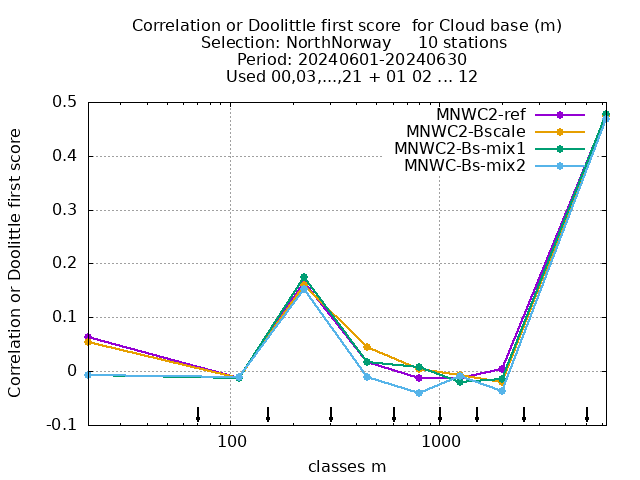 Correlation or Doolittle first score  for Cloud base (m)
Selection: NorthNorway     10 stations
Period: 20240601-20240630
Used 00,03,...,21 + 01 02 ... 12
Correlation or Doolittle first score
0.5
0.4
0.3
0.2
0.1
0
-0.1
MNWC2-ref
MNWC2-Bscale
MNWC2-Bs-mix1
MNWC-Bs-mix2
100
1000
classes m